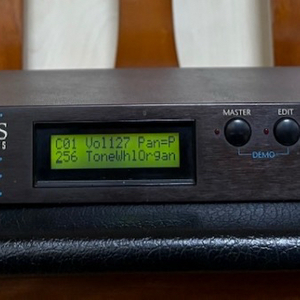 MASTER
EDIT
C01 Vol127 Pan=P
256 ToneWhlOrgan
DEMO
S
S